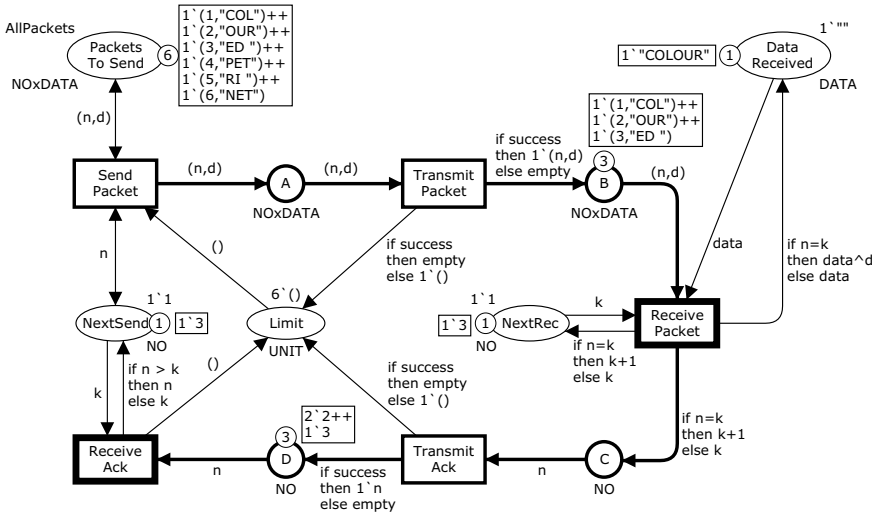 AllPackets
Packets
To Send
6
1`(1,"COL")++
1`(2,"OUR")++
1`(3,"ED ")++
1`(4,"PET")++
1`(5,"RI ")++
1`(6,"NET")
NOxDATA
1`""
1`"COLOUR"
1
Data
Received
DATA
(n,d)
1`(1,"COL")++
1`(2,"OUR")++
1`(3,"ED ")
if success
then 1`(n,d)
else empty
3
Send
Packet
(n,d)
A
NOxDATA
(n,d)
Transmit
Packet
B
NOxDATA
(n,d)
n
()
if success
then empty
else 1`()
data
if n=k
then data^d
else data
1`1
NextSend
1
1`3
NO
6`()
Limit
UNIT
1`1
1`3
1
NextRec
NO
k
if n=k
then k+1
else k
Receive
Packet
k
if n > k
then n
else k
()
if success
then empty
else 1`()
if n=k
then k+1
else k
2`2++
1`3
3
Receive
Ack
n
D
NO
if success
then 1`n
else empty
Transmit
Ack
n
C
NO